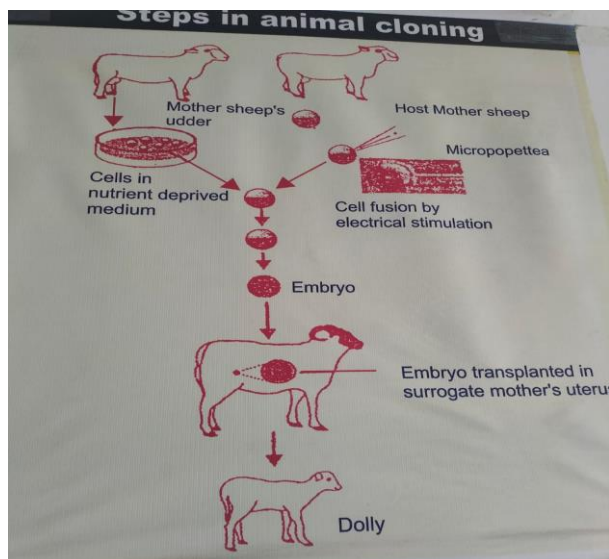 Steps in animal cloning
Mother sheep's
udder
Host Mother sheep
Micropopettea
Cells in
nutrient deprived
medium
Cell fusion by
electrical stimulation
Embryo
Embryo transplanted in
surrogate mother's uterus
Dolly